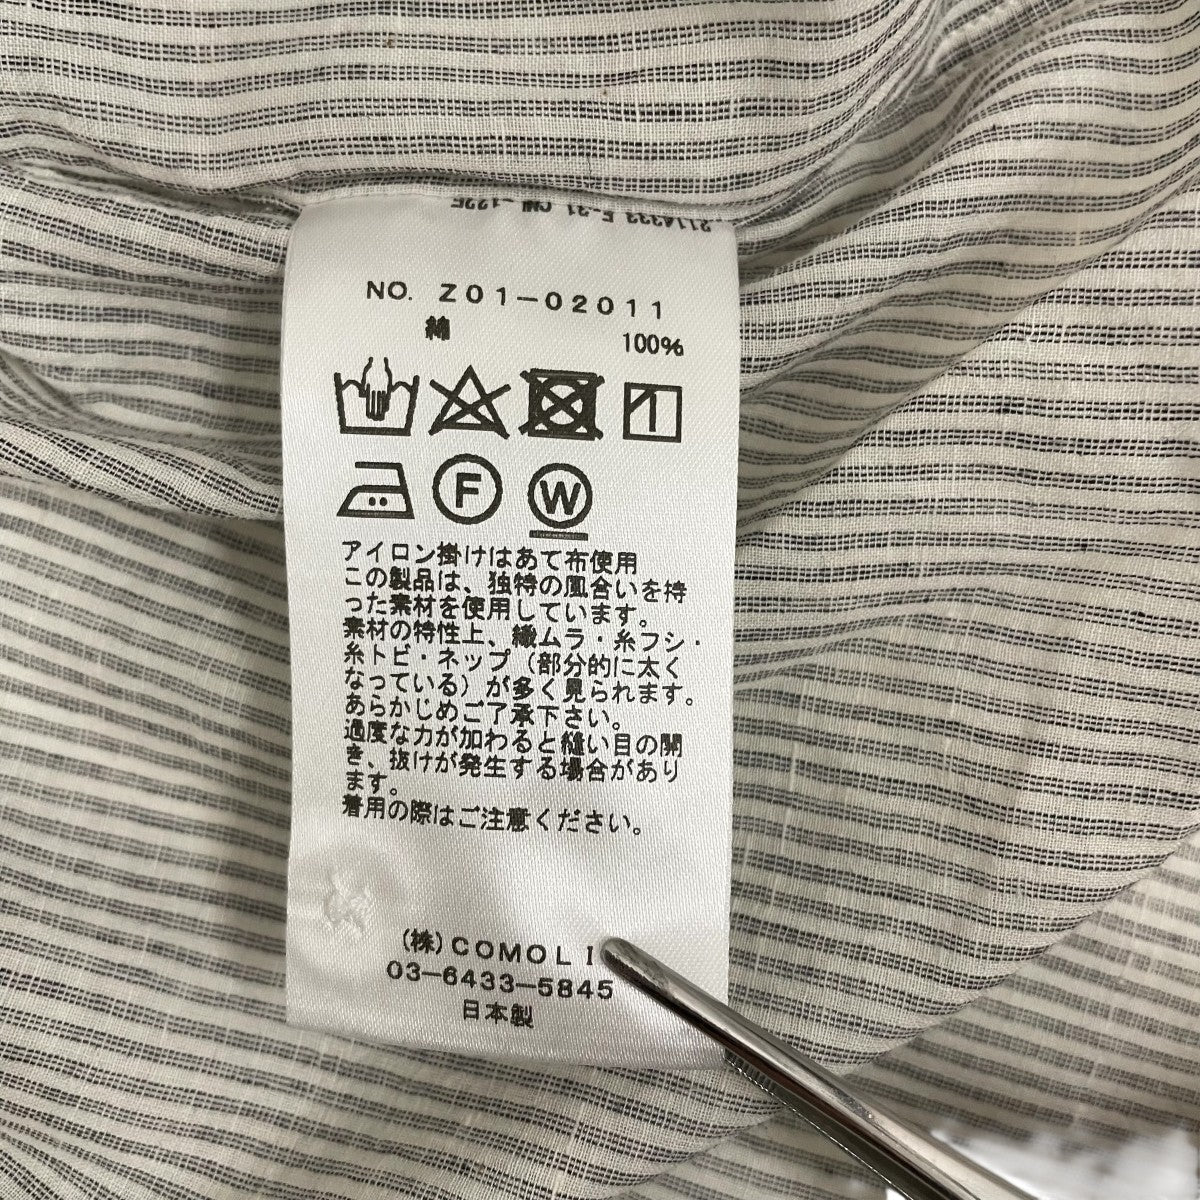 NO. Z01-02011
綿 100%
F
W
アイロン掛けはあて布使用
この製品は、独特の風合いを持
った素材を使用しています。
素材の特性上、織ムラ・糸フシ・
糸トビ・ネップ(部分的に太く
なっている)が多く見られます。
あらかじめご了承下さい。
過度な力が加わると縫い目の開
き、抜けが発生する場合があり
ます。
着用の際はご注意ください。
(株)COMOLI
03-6433-5845
日本製